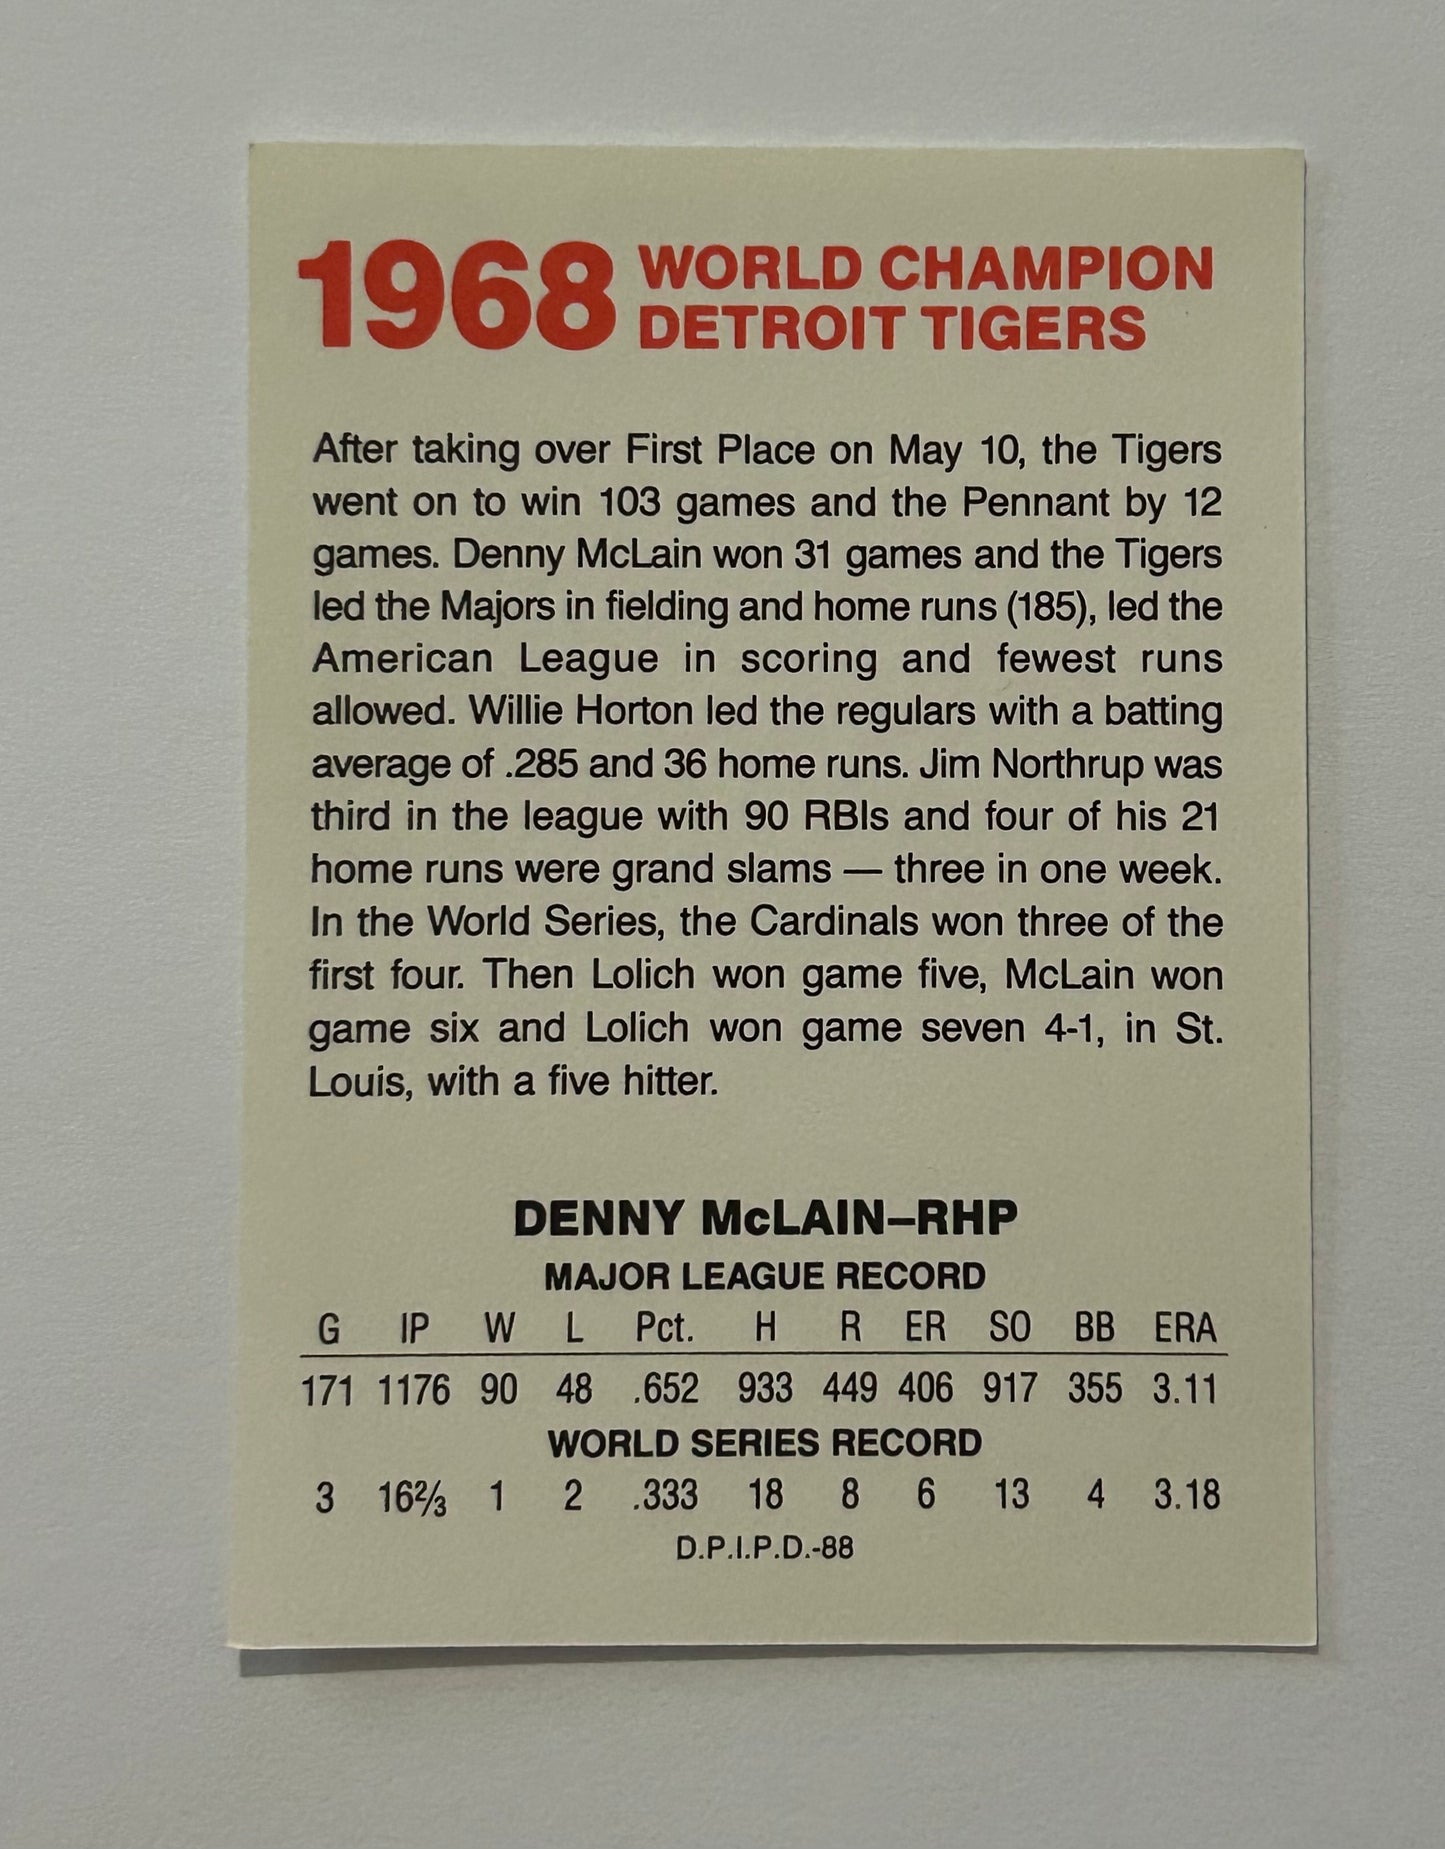 1968 WORLD CHAMPION
DETROIT TIGERS
After taking over First Place on May 10, the Tigers
went on to win 103 games and the Pennant by 12
games. Denny McLain won 31 games and the Tigers
led the Majors in fielding and home runs (185), led the
American League in scoring and fewest runs
allowed. Willie Horton led the regulars with a batting
average of .285 and 36 home runs. Jim Northrup was
third in the league with 90 RBIs and four of his 21
home runs were grand slams — three in one week.
In the World Series, the Cardinals won three of the
first four. Then Lolich won game five, McLain won
game six and Lolich won game seven 4-1, in St.
Louis, with a five hitter.
DENNY McLAIN–RHP
MAJOR LEAGUE RECORD
G IP W L Pct. H R ER SO BB ERA
171 1176 90 48 .652 933 449 406 917 355 3.11
WORLD SERIES RECORD
3 16⅔ 1 2 .333 18 8 6 13 4 3.18
D.P.I.P.D.-88